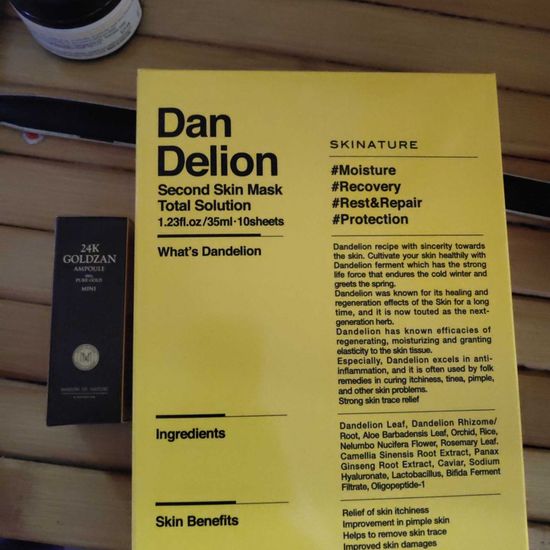 Dan
Delion
Second Skin Mask
Total Solution
1.23fl.oz/35ml·10sheets
SKINATURE
#Moisture
#Recovery
#Rest&Repair
#Protection
What's Dandelion
Dandelion recipe with sincerity towards
the skin. Cultivate your skin healthily with
Dandelion ferment which has the strong
life force that endures the cold winter and
greets the spring.
Dandelion was known for its healing and
regeneration effects of the Skin for a long
time, and it is now touted as the next-
generation herb.
Dandelion has known efficacies of
regenerating, moisturizing and granting
elasticity to the skin tissue.
Especially, Dandelion excels in anti-
inflammation, and it is often used by folk
remedies in curing itchiness, tinea, pimple,
and other skin problems.
Strong skin trace relief
Ingredients
Dandelion Leaf, Dandelion Rhizome/
Root, Aloe Barbadensis Leaf, Orchid, Rice,
Nelumbo Nucifera Flower, Rosemary Leaf.
Camellia Sinensis Root Extract, Panax
Ginseng Root Extract, Caviar, Sodium
Hyaluronate, Lactobacillus, Bifida Ferment
Filtrate, Oligopeptide-1
Skin Benefits
Relief of skin itchiness
Improvement in pimple skin
Helps to remove skin trace
Improved skin damages
24K
GOLDZAN
AMPOULE
PURE GOLD
MINI